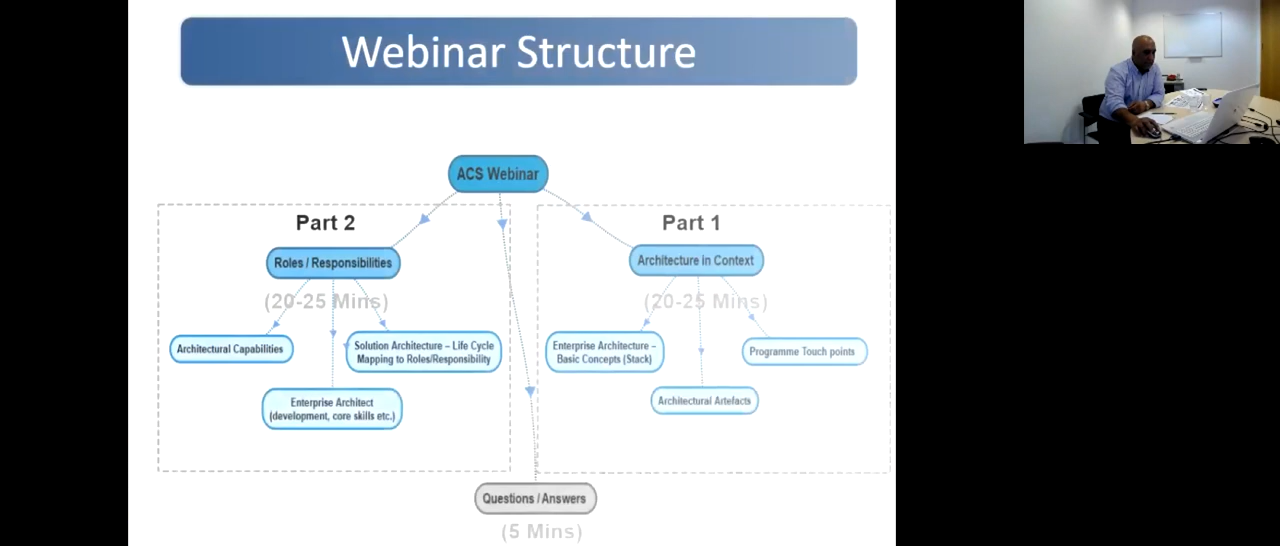 Webinar Structure
ACS Webinar
Part 2
Roles / Responsibilities
(20-25 Mins)
Architectural Capabilities
Solution Architecture – Life Cycle
Mapping to Roles/Responsibility
Enterprise Architect
(development, core skills etc.)
Part 1
Architecture in Context
(20-25 Mins)
Enterprise Architecture –
Basic Concepts (Stack)
Programme Touch points
Architectural Artefacts
Questions / Answers
(5 Mins)